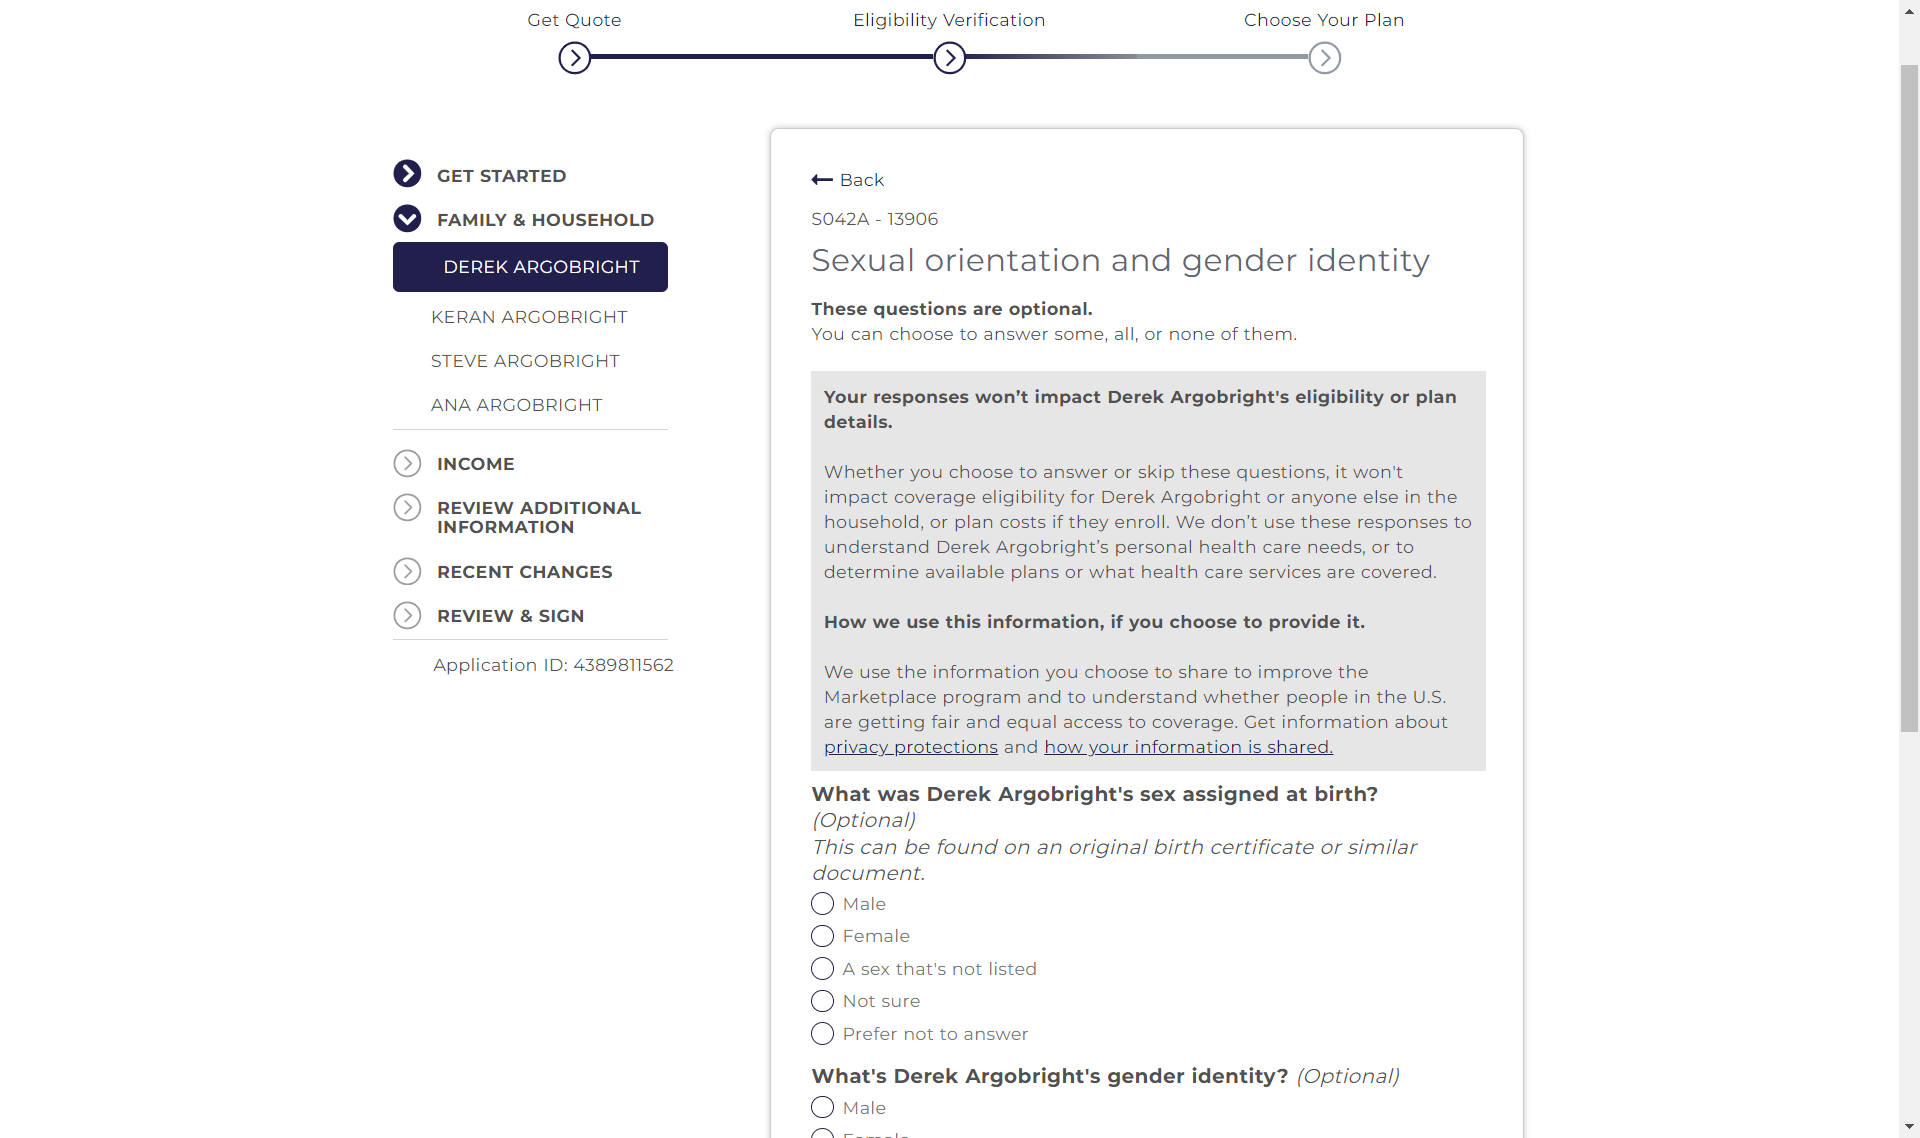 Get Quote
Eligibility Verification
Choose Your Plan
GET STARTED
FAMILY & HOUSEHOLD
DEREK ARGOBRIGHT
KERAN ARGOBRIGHT
STEVE ARGOBRIGHT
ANA ARGOBRIGHT
INCOME
REVIEW ADDITIONAL
INFORMATION
RECENT CHANGES
REVIEW & SIGN
Application ID: 4389811562
Back
S042A - 13906
Sexual orientation and gender identity
These questions are optional.
You can choose to answer some, all, or none of them.
Your responses won’t impact Derek Argobright's eligibility or plan
details.
Whether you choose to answer or skip these questions, it won't
impact coverage eligibility for Derek Argobright or anyone else in the
household, or plan costs if they enroll. We don’t use these responses to
understand Derek Argobright’s personal health care needs, or to
determine available plans or what health care services are covered.
How we use this information, if you choose to provide it.
We use the information you choose to share to improve the
Marketplace program and to understand whether people in the U.S.
are getting fair and equal access to coverage. Get information about
privacy protections and how your information is shared.
What was Derek Argobright's sex assigned at birth?
(Optional)
This can be found on an original birth certificate or similar
document.
Male
Female
A sex that's not listed
Not sure
Prefer not to answer
What's Derek Argobright's gender identity? (Optional)
Male
Female